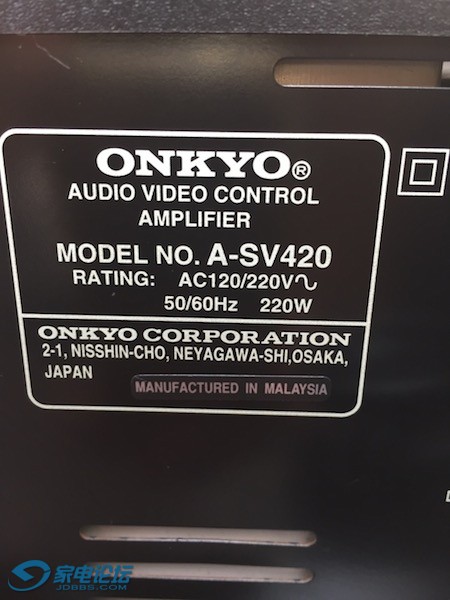 ONKYO®
AUDIO VIDEO CONTROL
AMPLIFIER
MODEL NO. A-SV420
RATING: AC120/220V∿
50/60Hz 220W
ONKYO CORPORATION
2-1, NISSHIN-CHO, NEYAGAWA-SHI,OSAKA,
JAPAN
MANUFACTURED IN MALAYSIA
家电论坛
JDBBS.COM